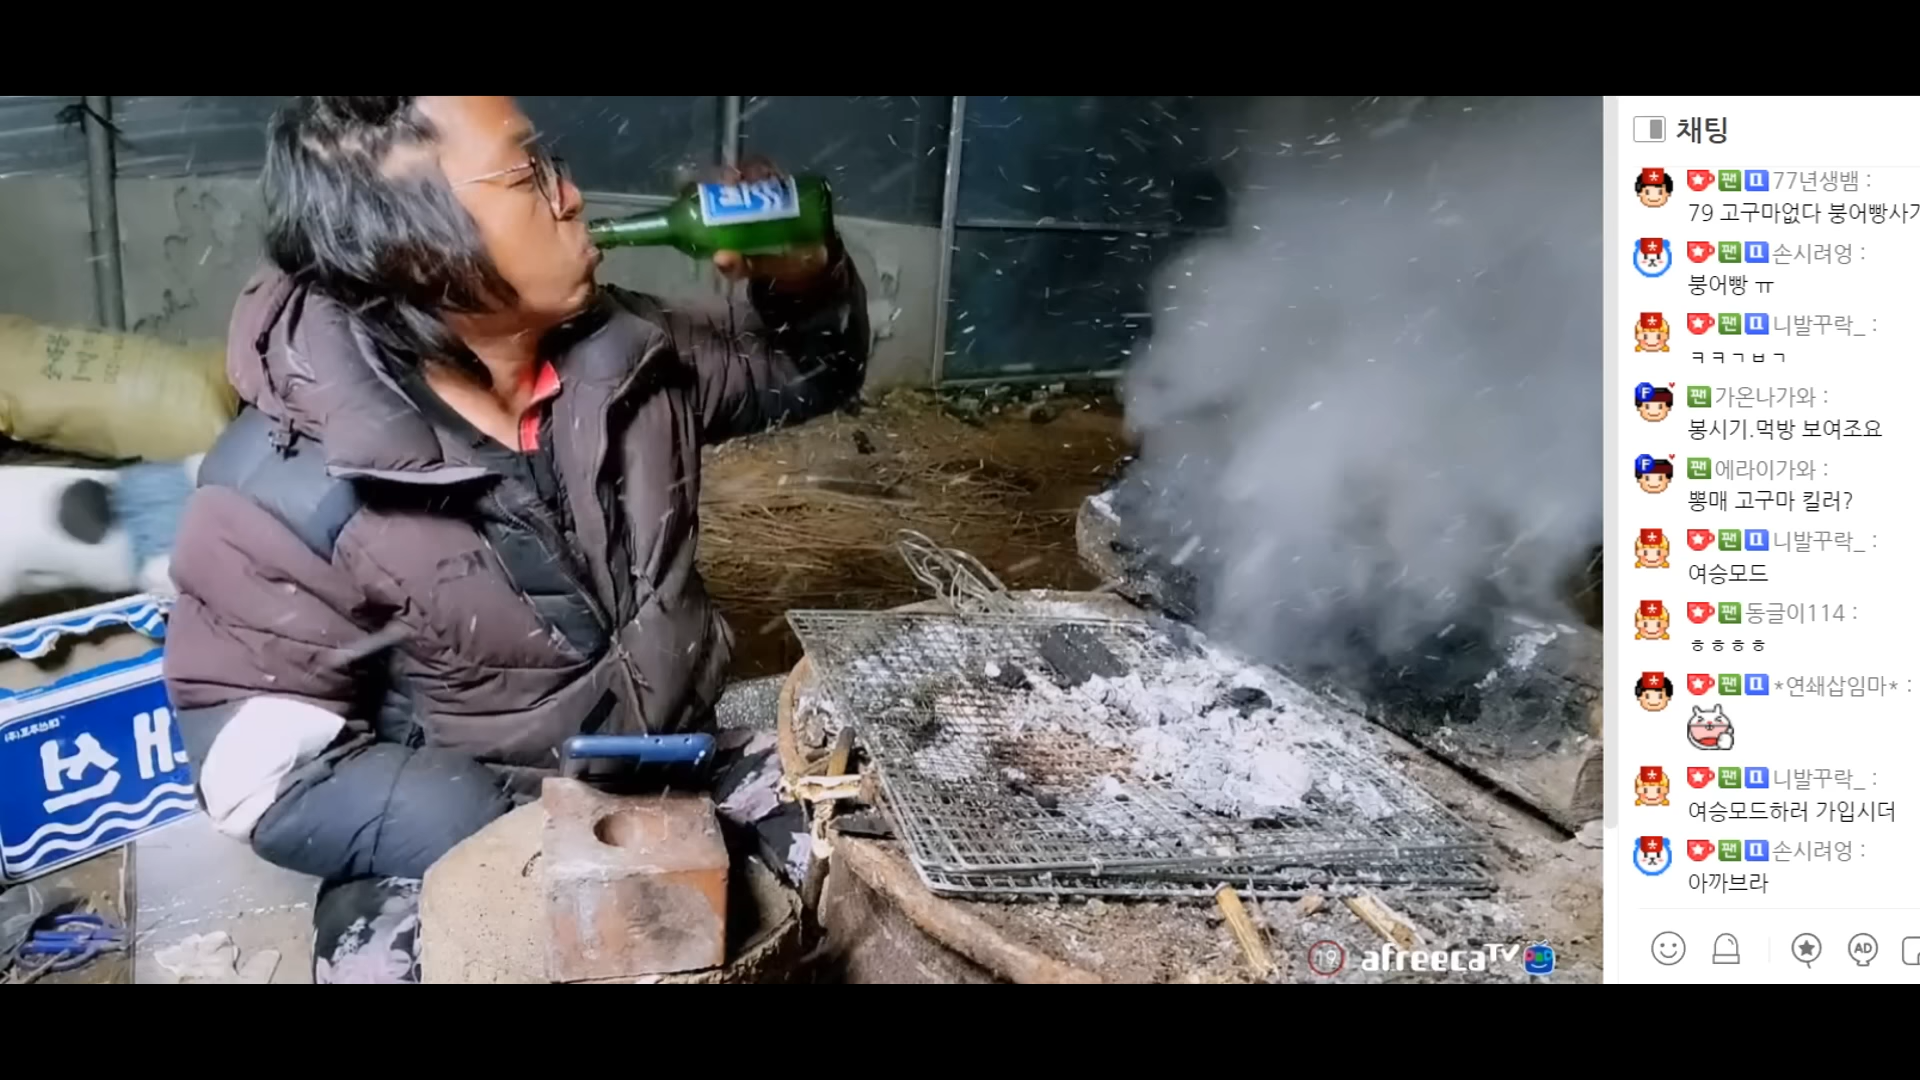 채팅
77년생뱀 :
79 고구마없다 붕어빵사가
손시려엉 :
붕어빵 ㅠ
니발꾸락_ :
ㅋㅋㄱㅂㄱ
팬 가온나가와 :
봉시기.먹방 보여조요
팬 에라이가와 :
뽕매 고구마 킬러?
니발꾸락_ :
여승모드
팬 동글이114 :
ㅎㅎㅎㅎ
*연쇄삽임마* :
니발꾸락_ :
여승모드하러 가입시더
손시려엉 :
아까브라
AD
19 afreecaTV